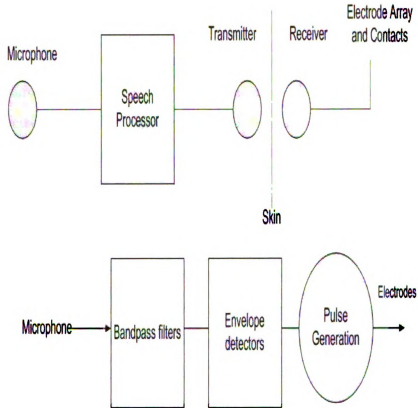 Microphone
Speech
Processor
Transmitter
Receiver
Electrode Array
and Contacts
Skin
Microphone
Bandpass filters
Envelope
detectors
Pulse
Generation
Electrodes